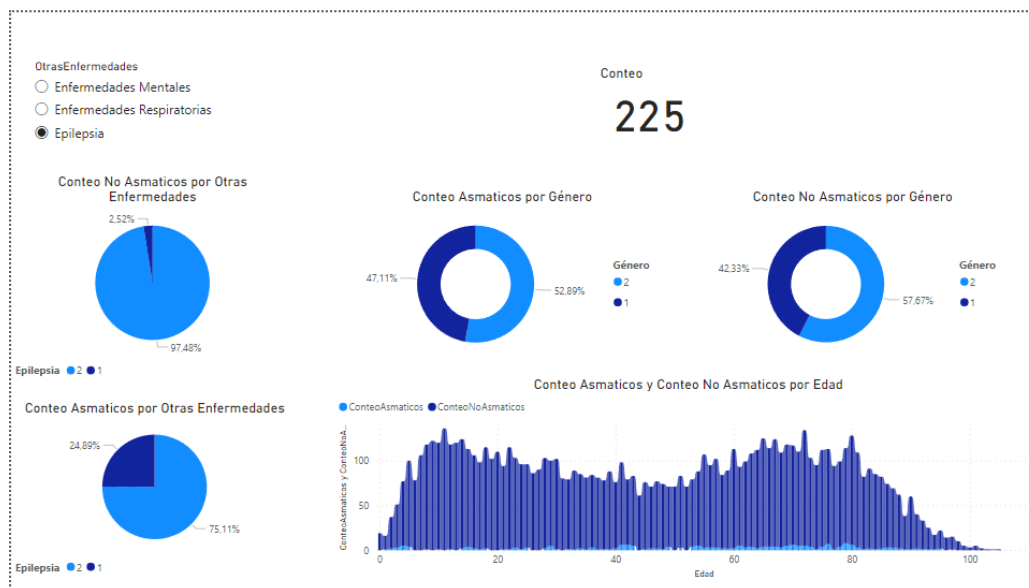 OtrasEnfermedades
Enfermedades Mentales
Enfermedades Respiratorias
Epilepsia
Conteo
225
Conteo No Asmaticos por Otras
Enfermedades
2,52%
97,48%
Epilepsia 2 1
Conteo Asmaticos por Género
47,11%
52,89%
Género
2
1
Conteo No Asmaticos por Género
42,33%
57,67%
Género
2
1
Conteo Asmaticos por Otras Enfermedades
24,89%
75,11%
Epilepsia 2 1
Conteo Asmaticos y Conteo No Asmaticos por Edad
ConteoAsmaticos ConteoNoAsmaticos
ConteoAsmaticos y ConteoNoA...
100
50
0
0 20 40 60 80 100
Edad